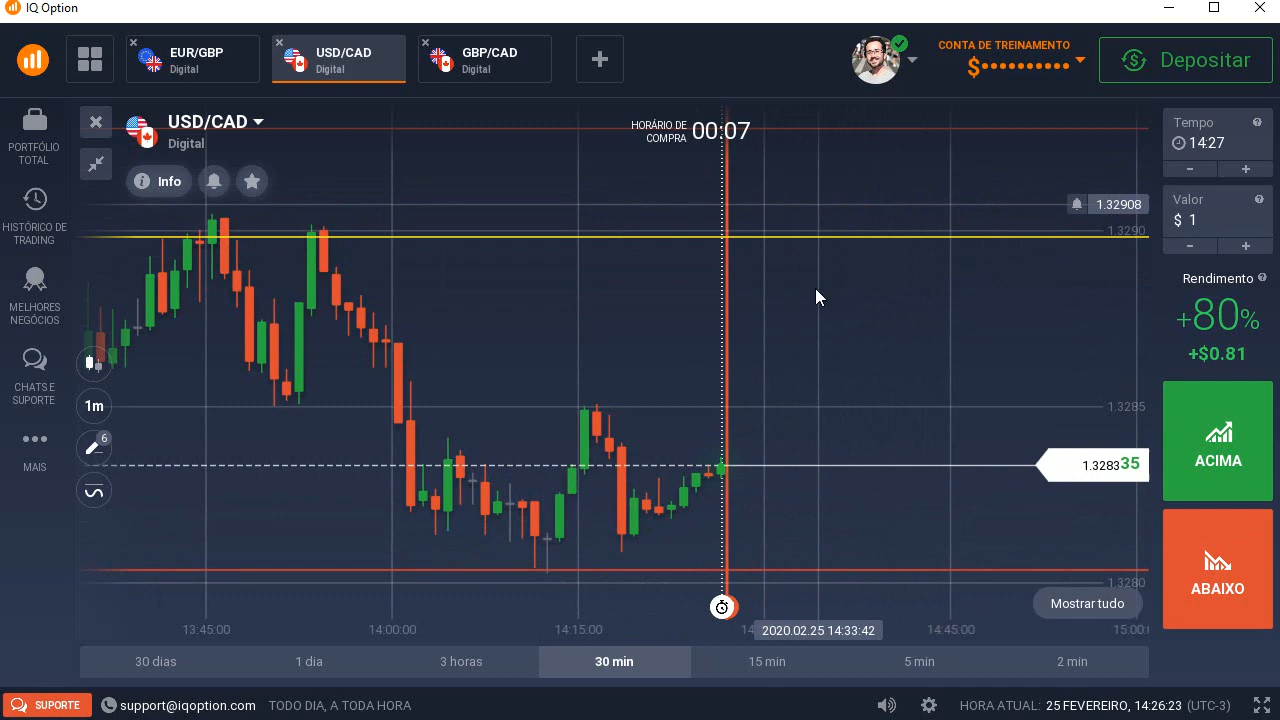 IQ Option
EUR/GBP
Digital
USD/CAD
Digital
GBP/CAD
Digital
CONTA DE TREINAMENTO
$••••••••••
Depositar
PORTFÓLIO
TOTAL
HISTÓRICO DE
TRADING
MELHORES
NEGÓCIOS
CHATS E
SUPORTE
MAIS
USD/CAD
Digital
Info
HORÁRIO DE
COMPRA
00:07
1.32908
1.3290
1.3285
1.328335
1.3280
1m
6
Mostrar tudo
13:45:00
14:00:00
14:15:00
2020.02.25 14:33:42
14:45:00
30 dias
1 dia
3 horas
30 min
15 min
5 min
2 min
Tempo
14:27
- +
Valor
$ 1
- +
Rendimento
+80%
+$0.81
ACIMA
ABAIXO
SUPORTE
support@iqoption.com
TODO DIA, A TODA HORA
HORA ATUAL: 25 FEVEREIRO, 14:26:23 (UTC-3)